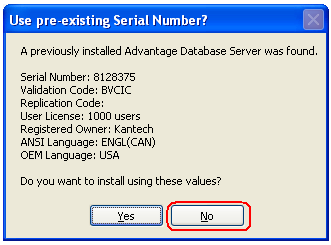 Use pre-existing Serial Number?
A previously installed Advantage Database Server was found.
Serial Number: 8128375
Validation Code: BVCIC
Replication Code:
User License: 1000 users
Registered Owner: Kantech
ANSI Language: ENGL(CAN)
OEM Language: USA
Do you want to install using these values?
Yes No